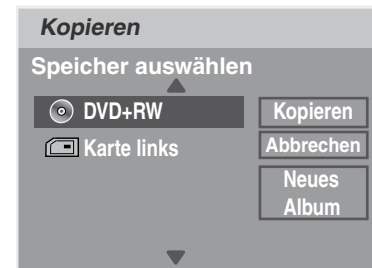 Kopieren
Speicher auswählen
DVD+RW
Kopieren
Karte links
Abbrechen
Neues
Album